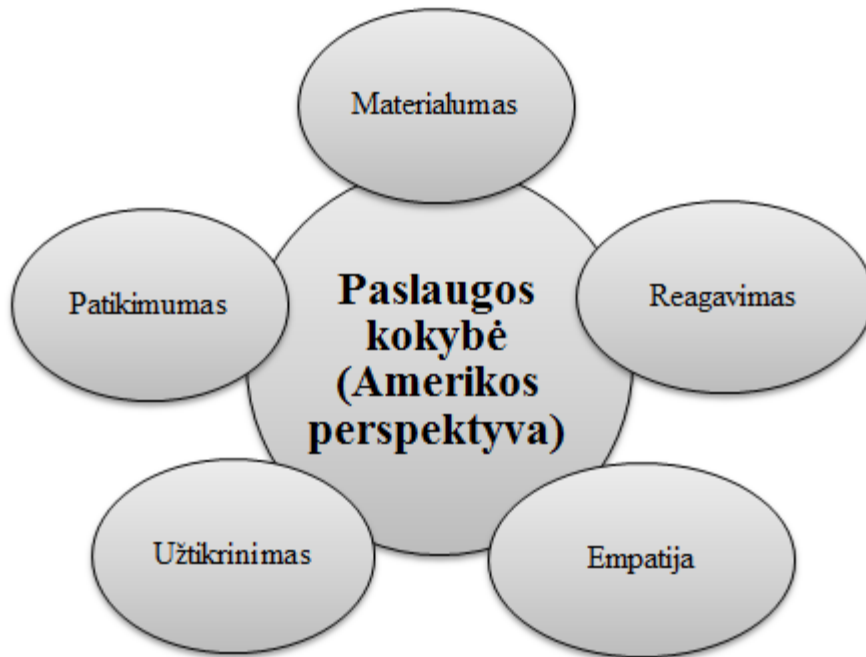 Materialumas
Patikimumas
Paslaugos
kokybė
(Amerikos
perspektyva)
Reagavimas
Užtikrinimas
Empatija